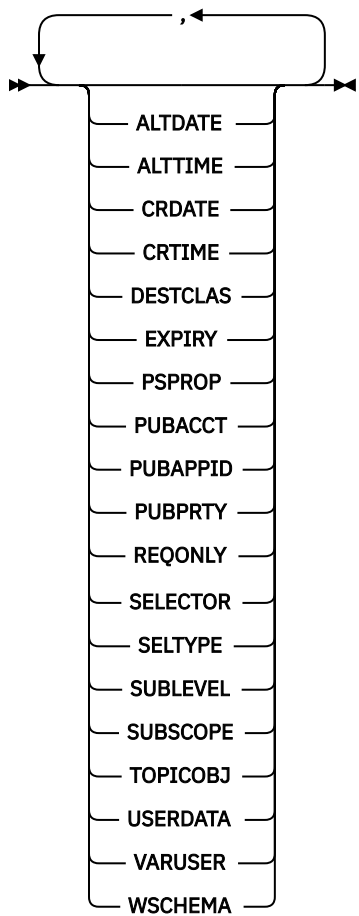 ,
ALTDATE
ALTTIME
CRDATE
CRTIME
DESTCLAS
EXPIRY
PSPROP
PUBACCT
PUBAPPID
PUBPRTY
REQONLY
SELECTOR
SELTYPE
SUBLEVEL
SUBSCOPE
TOPICOBJ
USERDATA
VARUSER
WSCHEMA